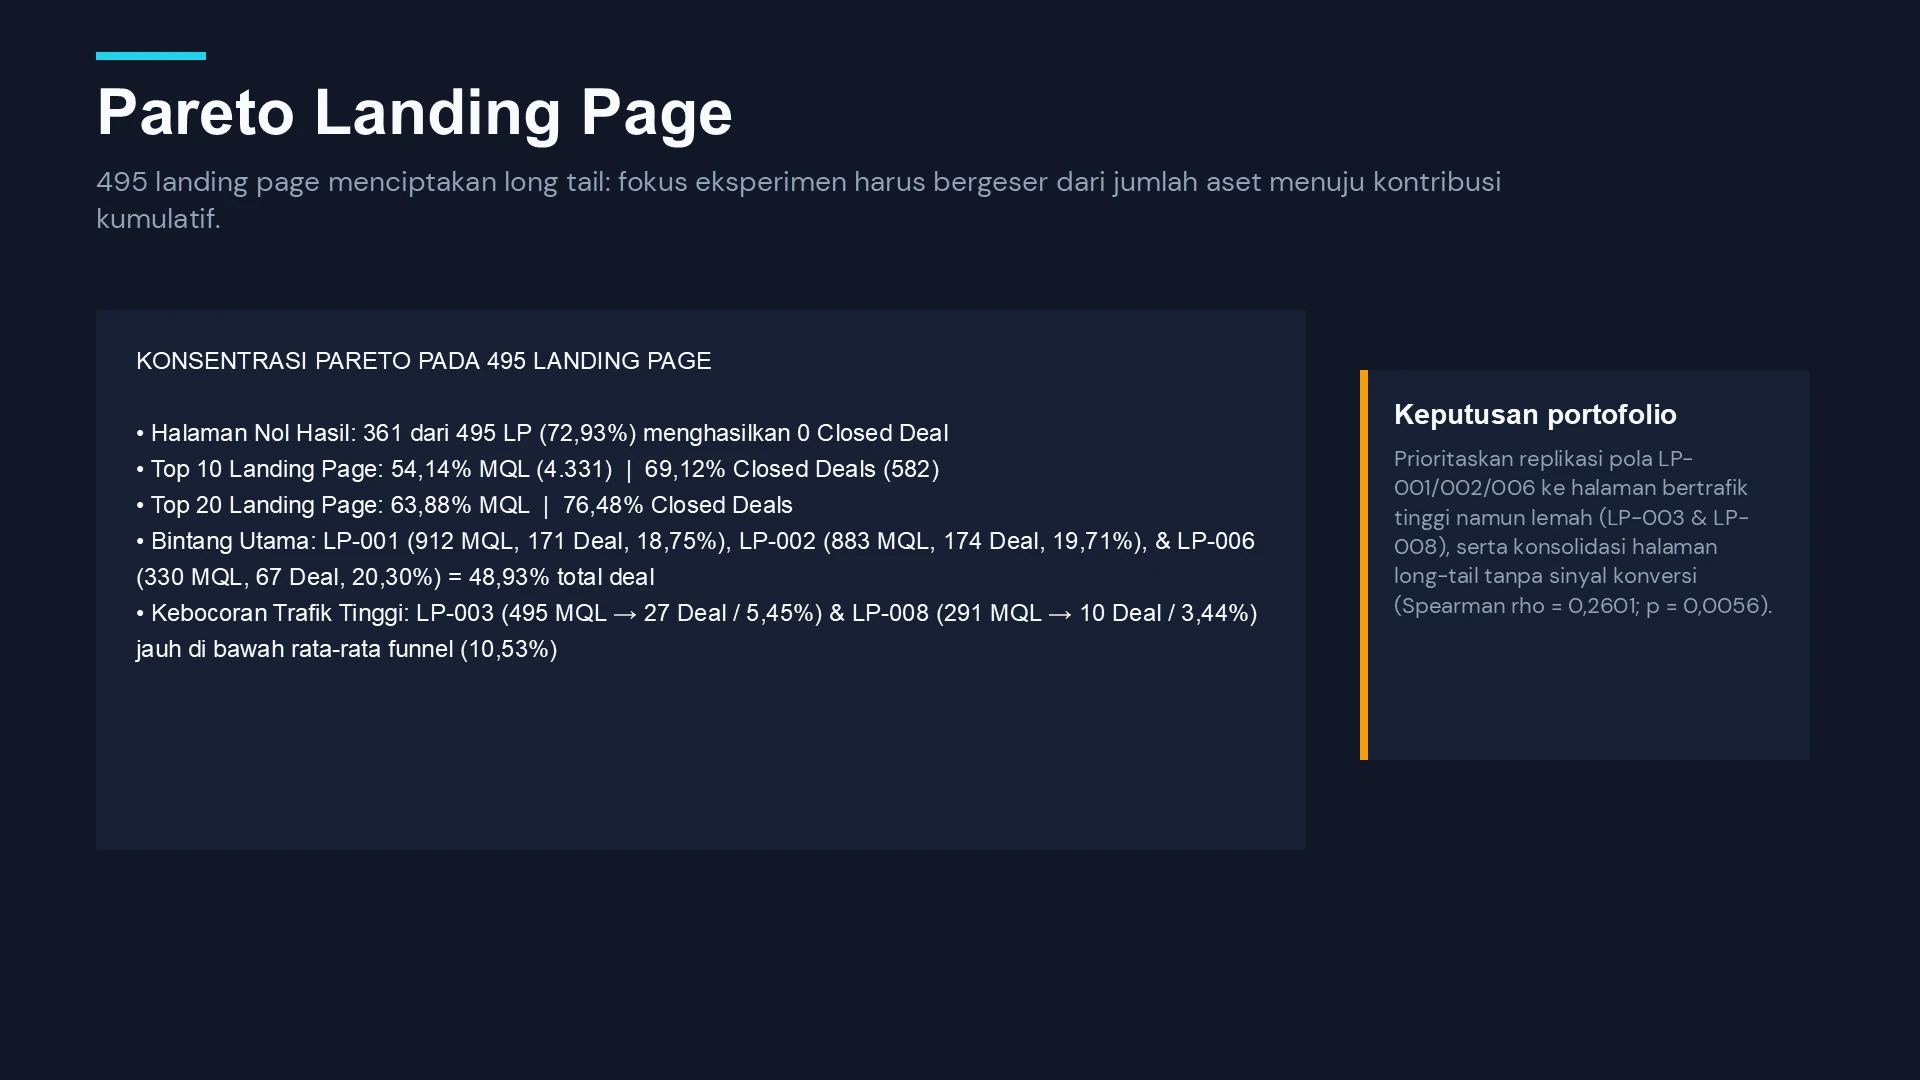 Pareto Landing Page
495 landing page menciptakan long tail: fokus eksperimen harus bergeser dari jumlah aset menuju kontribusi
kumulatif.
KONSENTRASI PARETO PADA 495 LANDING PAGE
• Halaman Nol Hasil: 361 dari 495 LP (72,93%) menghasilkan 0 Closed Deal
• Top 10 Landing Page: 54,14% MQL (4.331)  |  69,12% Closed Deals (582)
• Top 20 Landing Page: 63,88% MQL  |  76,48% Closed Deals
• Bintang Utama: LP-001 (912 MQL, 171 Deal, 18,75%), LP-002 (883 MQL, 174 Deal, 19,71%), & LP-006
(330 MQL, 67 Deal, 20,30%) = 48,93% total deal
• Kebocoran Trafik Tinggi: LP-003 (495 MQL → 27 Deal / 5,45%) & LP-008 (291 MQL → 10 Deal / 3,44%)
jauh di bawah rata-rata funnel (10,53%)
Keputusan portofolio
Prioritaskan replikasi pola LP-
001/002/006 ke halaman bertrafik
tinggi namun lemah (LP-003 & LP-
008), serta konsolidasi halaman
long-tail tanpa sinyal konversi
(Spearman rho = 0,2601; p = 0,0056).